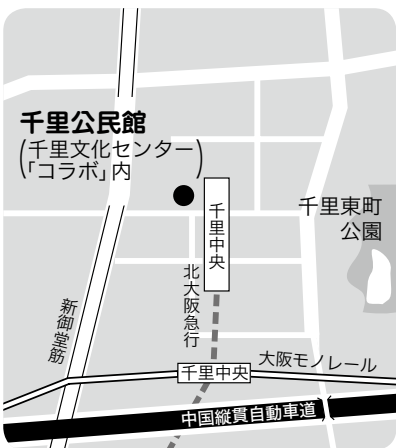 千里公民館
(千里文化センター
「コラボ」内)
千里中央
千里東町
公園
北大阪急行
新御堂筋
千里中央
大阪モノレール
中国縦貫自動車道